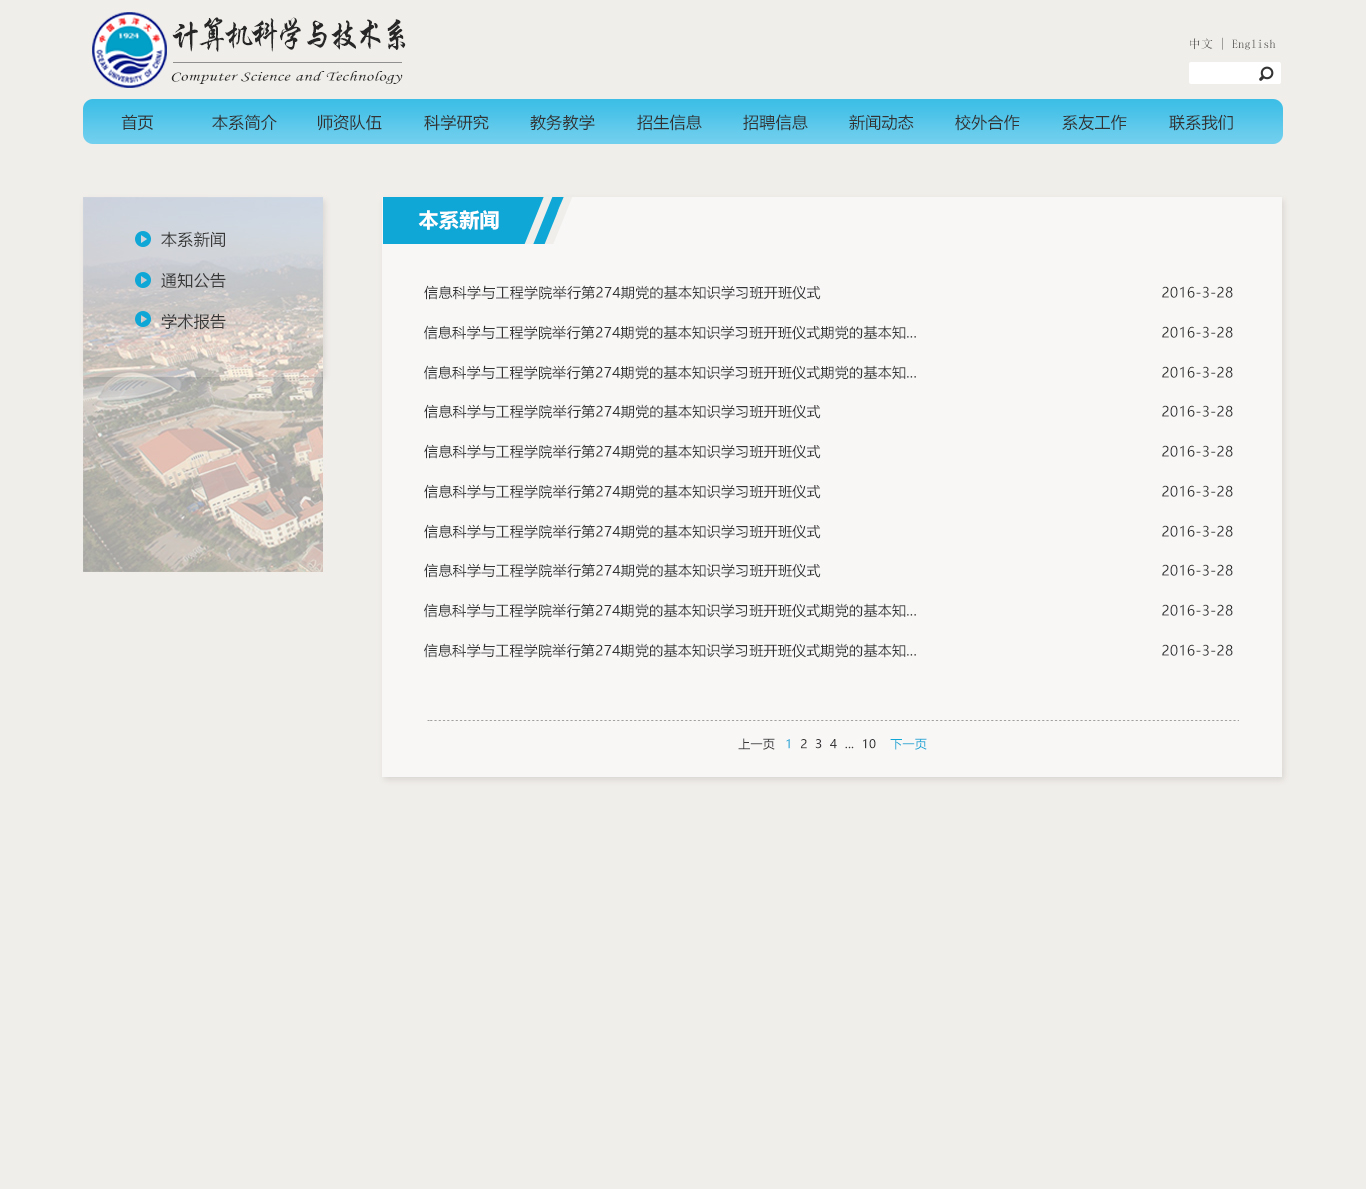 中国海洋大学
1924
OCEAN UNIVERSITY OF CHINA
计算机科学与技术系
Computer Science and Technology
中文 | English
首页 本系简介 师资队伍 科学研究 教务教学 招生信息 招聘信息 新闻动态 校外合作 系友工作 联系我们
本系新闻
通知公告
学术报告
本系新闻
信息科学与工程学院举行第274期党的基本知识学习班开班仪式 2016-3-28
信息科学与工程学院举行第274期党的基本知识学习班开班仪式期党的基本知... 2016-3-28
信息科学与工程学院举行第274期党的基本知识学习班开班仪式期党的基本知... 2016-3-28
信息科学与工程学院举行第274期党的基本知识学习班开班仪式 2016-3-28
信息科学与工程学院举行第274期党的基本知识学习班开班仪式 2016-3-28
信息科学与工程学院举行第274期党的基本知识学习班开班仪式 2016-3-28
信息科学与工程学院举行第274期党的基本知识学习班开班仪式 2016-3-28
信息科学与工程学院举行第274期党的基本知识学习班开班仪式 2016-3-28
信息科学与工程学院举行第274期党的基本知识学习班开班仪式期党的基本知... 2016-3-28
信息科学与工程学院举行第274期党的基本知识学习班开班仪式期党的基本知... 2016-3-28
上一页 1 2 3 4 ... 10 下一页